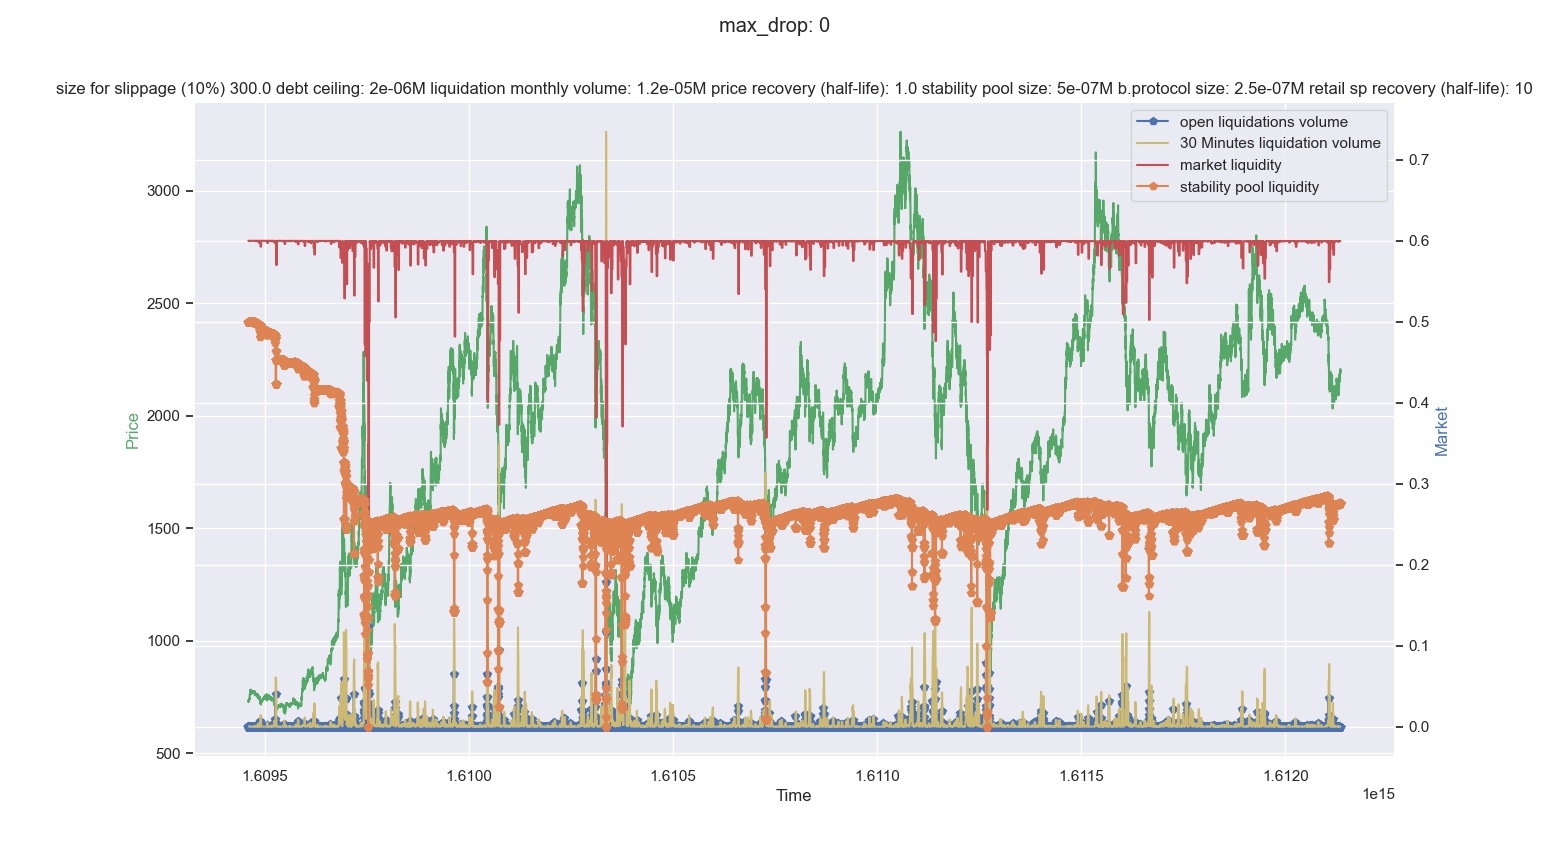 max_drop: 0
size for slippage (10%) 300.0 debt ceiling: 2e-06M liquidation monthly volume: 1.2e-05M price recovery (half-life): 1.0 stability pool size: 5e-07M b.protocol size: 2.5e-07M retail sp recovery (half-life): 10
open liquidations volume
30 Minutes liquidation volume
market liquidity
stability pool liquidity
3000
2500
2000
1500
1000
500
Price
0.7
0.6
0.5
0.4
0.3
0.2
0.1
0.0
Market
1.6095 1.6100 1.6105 1.6110 1.6115 1.6120
1e15
Time